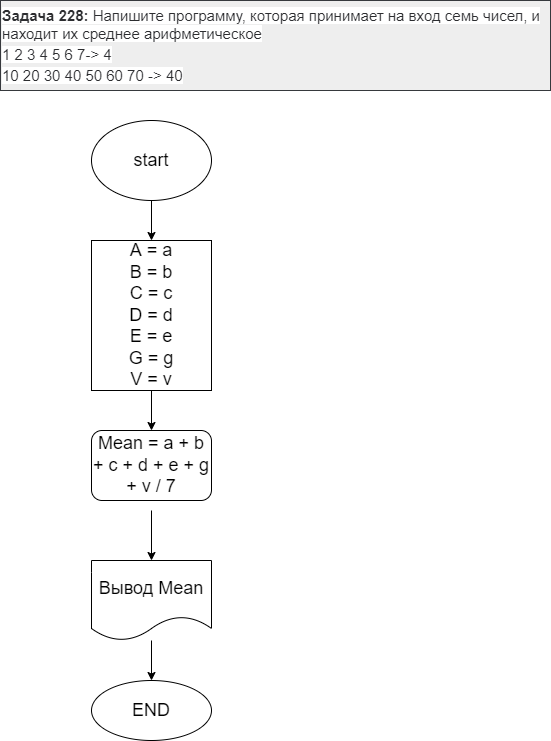 Задача 228: Напишите программу, которая принимает на вход семь чисел, и
находит их среднее арифметическое
1 2 3 4 5 6 7-> 4
10 20 30 40 50 60 70 -> 40
start
A = a
B = b
C = c
D = d
E = e
G = g
V = v
Mean = a + b
+ c + d + e + g
+ v / 7
Вывод Mean
END